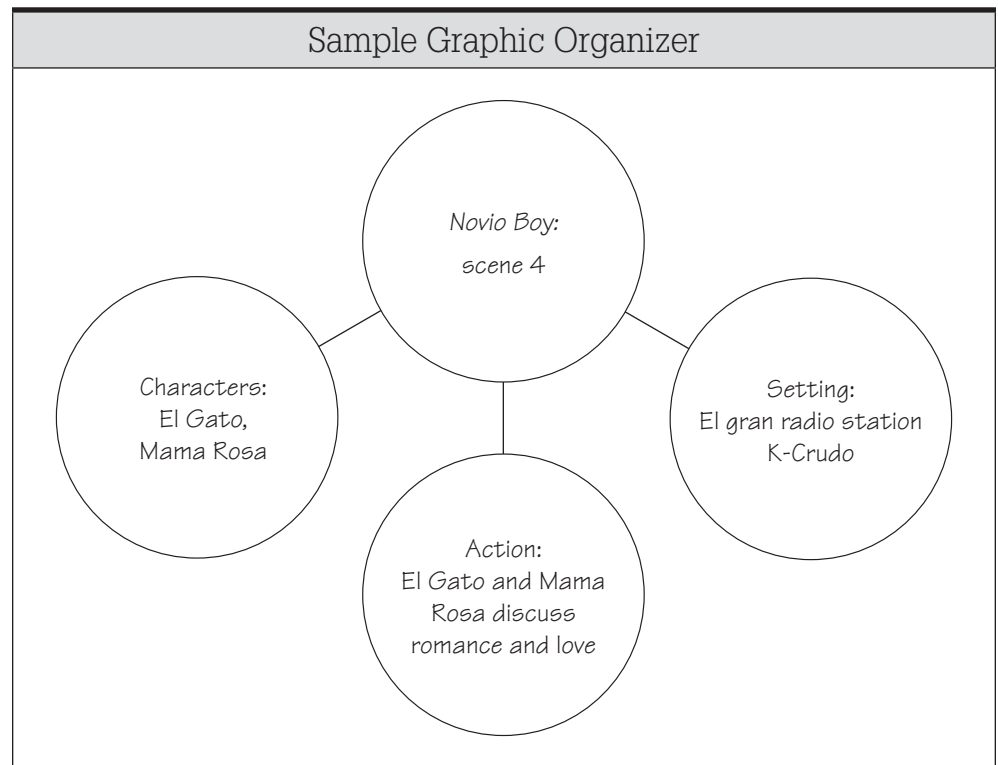 Sample Graphic Organizer
Novio Boy:
scene 4
Characters:
El Gato,
Mama Rosa
Setting:
El gran radio station
K-Crudo
Action:
El Gato and Mama
Rosa discuss
romance and love